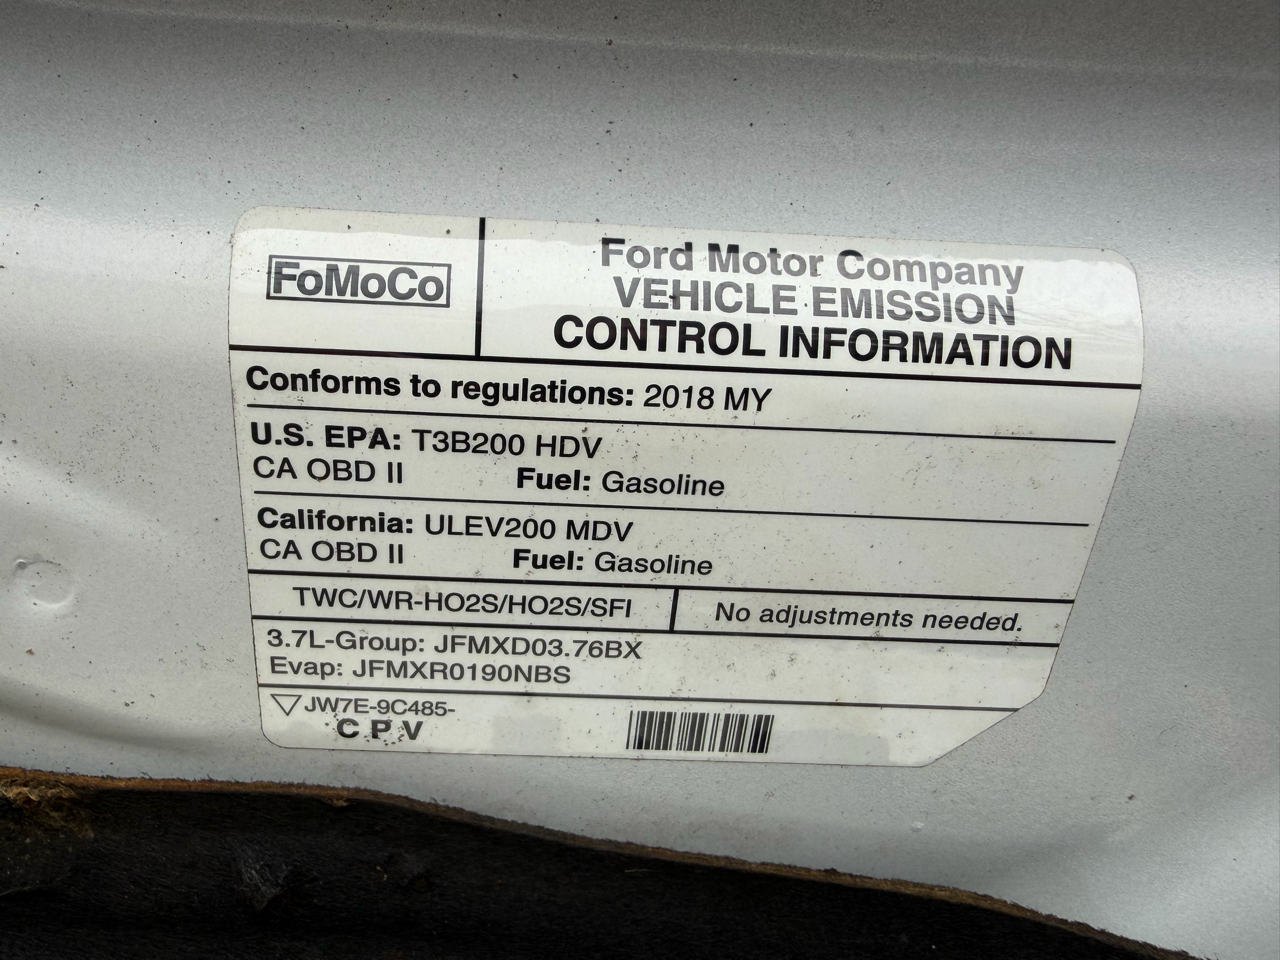 FoMoCo
Ford Motor Company
VEHICLE EMISSION
CONTROL INFORMATION
Conforms to regulations: 2018 MY
U.S. EPA: T3B200 HDV
CA OBD II Fuel: Gasoline
California: ULEV200 MDV
CA OBD II Fuel: Gasoline
TWC/WR-HO2S/HO2S/SFI
No adjustments needed.
3.7L-Group: JFMXD03.76BX
Evap: JFMXR0190NBS
JW7E-9C485-
C P V